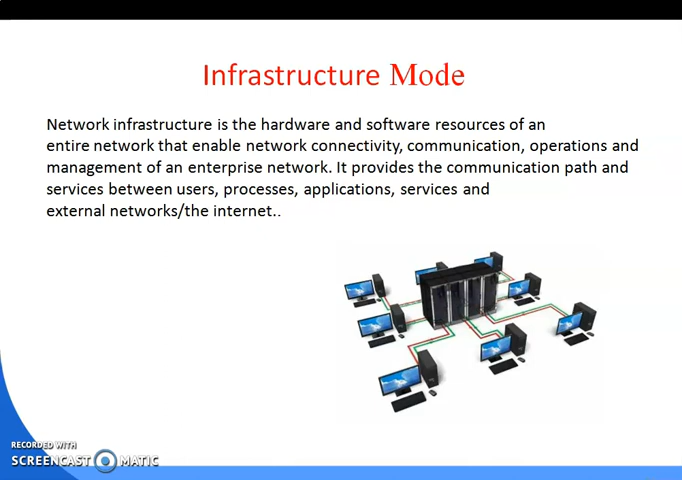 Infrastructure Mode
Network infrastructure is the hardware and software resources of an
entire network that enable network connectivity, communication, operations and
management of an enterprise network. It provides the communication path and
services between users, processes, applications, services and
external networks/the internet..
RECORDED WITH
SCREENCAST MATIC